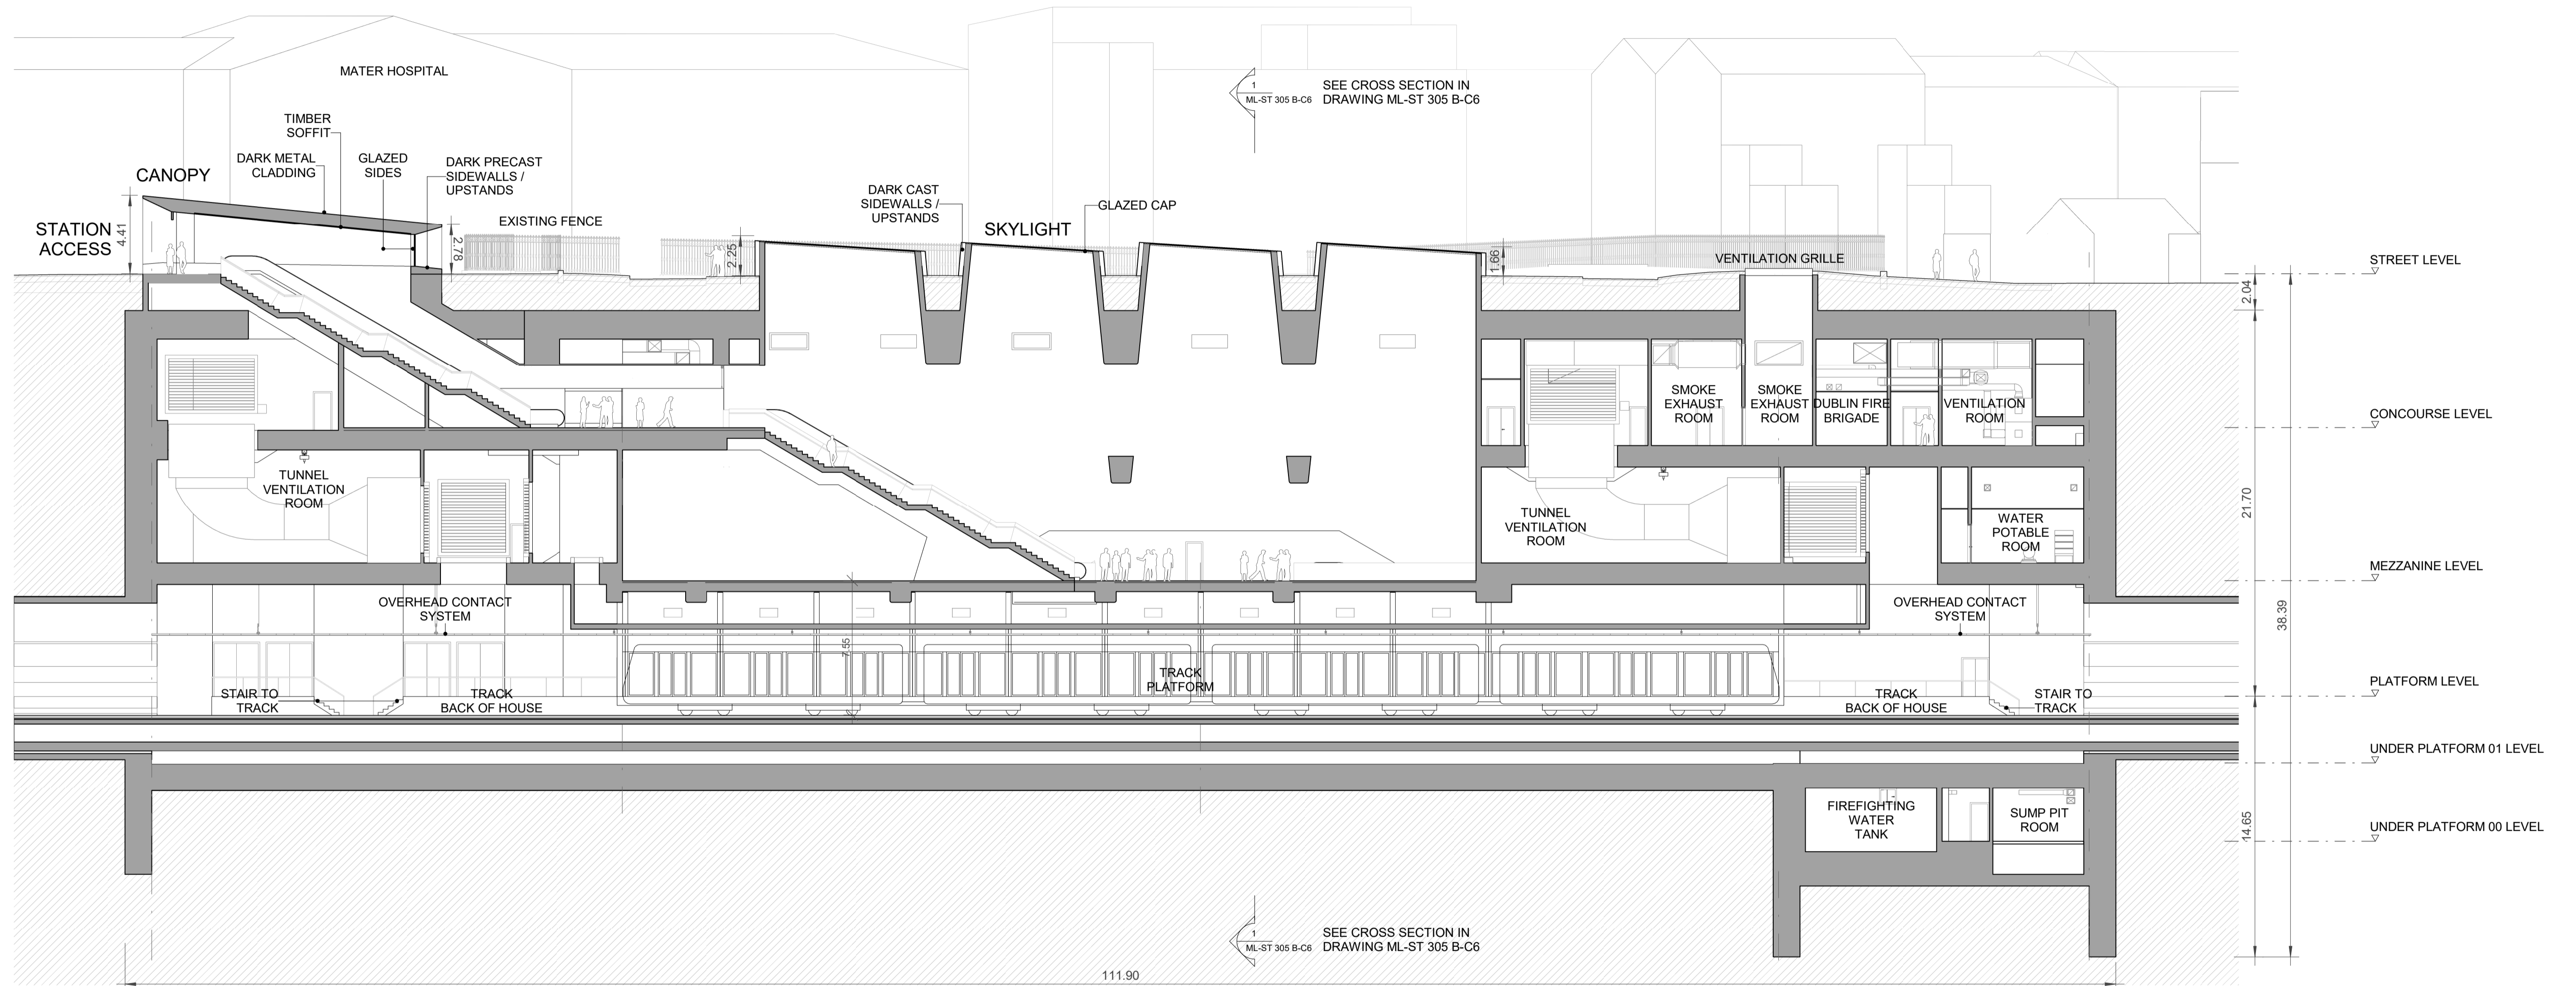 MATER HOSPITAL
1
ML-ST 305 B-C6
SEE CROSS SECTION IN
DRAWING ML-ST 305 B-C6
TIMBER
SOFFIT
DARK METAL
CLADDING
GLAZED
SIDES
DARK PRECAST
SIDEWALLS /
UPSTANDS
CANOPY
STATION
ACCESS
4.41
2.78
EXISTING FENCE
DARK CAST
SIDEWALLS /
UPSTANDS
SKYLIGHT
GLAZED CAP
2.25
1.66
VENTILATION GRILLE
STREET LEVEL
2.04
SMOKE
EXHAUST
ROOM
SMOKE
EXHAUST
ROOM
DUBLIN FIRE
BRIGADE
VENTILATION
ROOM
CONCOURSE LEVEL
TUNNEL
VENTILATION
ROOM
TUNNEL
VENTILATION
ROOM
WATER
POTABLE
ROOM
21.70
MEZZANINE LEVEL
OVERHEAD CONTACT
SYSTEM
OVERHEAD CONTACT
SYSTEM
38.39
7.55
TRACK
PLATFORM
STAIR TO
TRACK
TRACK
BACK OF HOUSE
TRACK
BACK OF HOUSE
STAIR TO
TRACK
PLATFORM LEVEL
UNDER PLATFORM 01 LEVEL
FIREFIGHTING
WATER
TANK
SUMP PIT
ROOM
14.65
UNDER PLATFORM 00 LEVEL
1
ML-ST 305 B-C6
SEE CROSS SECTION IN
DRAWING ML-ST 305 B-C6
111.90